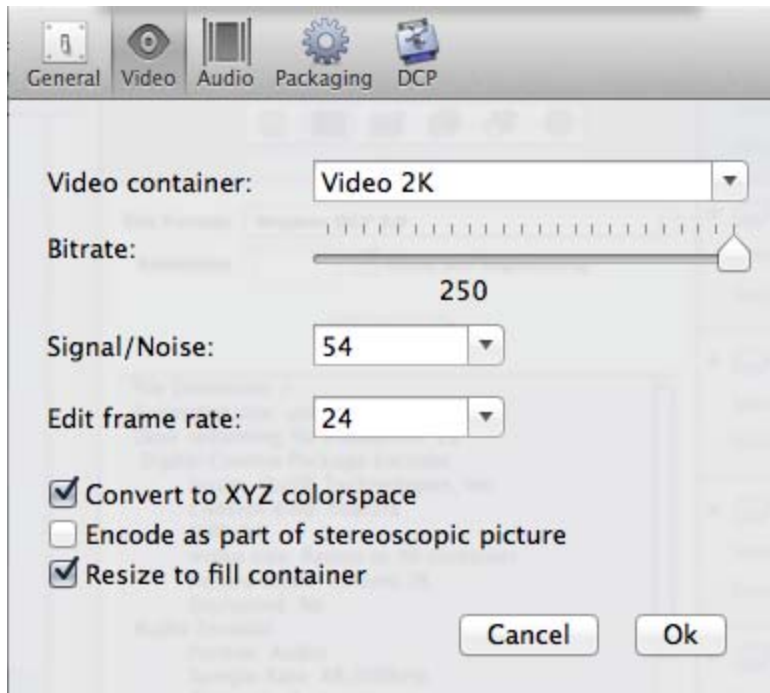 General Video Audio Packaging DCP
Video container: Video 2K
Bitrate:
250
Signal/Noise: 54
Edit frame rate: 24
Convert to XYZ colorspace
Encode as part of stereoscopic picture
Resize to fill container
Cancel Ok